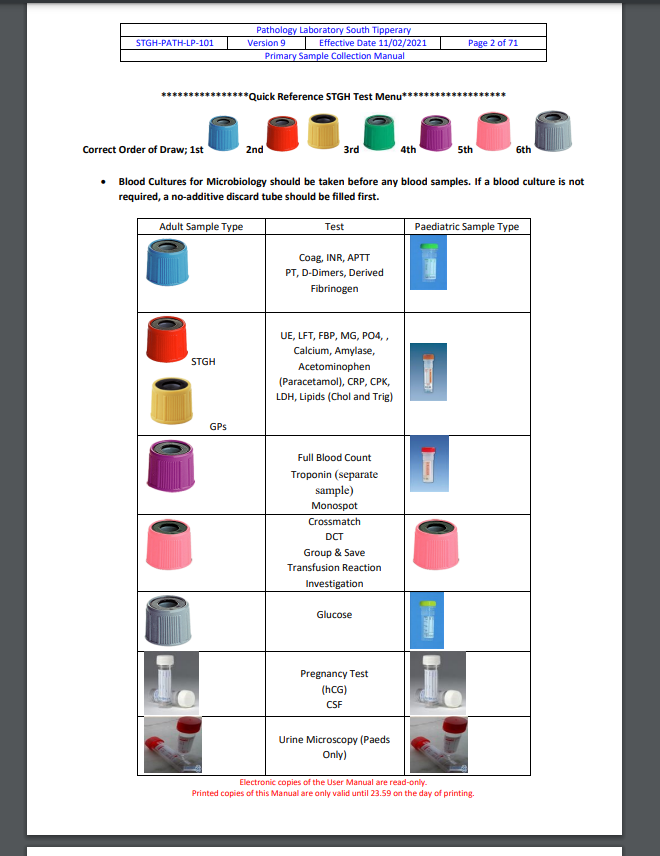 Pathology Laboratory South Tipperary
STGH-PATH-LP-101 Version 9 Effective Date 11/02/2021 Page 2 of 71
Primary Sample Collection Manual
****************Quick Reference STGH Test Menu*******************
Correct Order of Draw; 1st 2nd 3rd 4th 5th 6th
• Blood Cultures for Microbiology should be taken before any blood samples. If a blood culture is not
required, a no-additive discard tube should be filled first.
Adult Sample Type Test Paediatric Sample Type
Coag, INR, APTT
PT, D-Dimers, Derived
Fibrinogen
STGH
GPs
UE, LFT, FBP, MG, PO4, ,
Calcium, Amylase,
Acetominophen
(Paracetamol), CRP, CPK,
LDH, Lipids (Chol and Trig)
Full Blood Count
Troponin (separate
sample)
Monospot
Crossmatch
DCT
Group & Save
Transfusion Reaction
Investigation
Glucose
Pregnancy Test
(hCG)
CSF
Urine Microscopy (Paeds
Only)
Electronic copies of the User Manual are read-only.
Printed copies of this Manual are only valid until 23.59 on the day of printing.